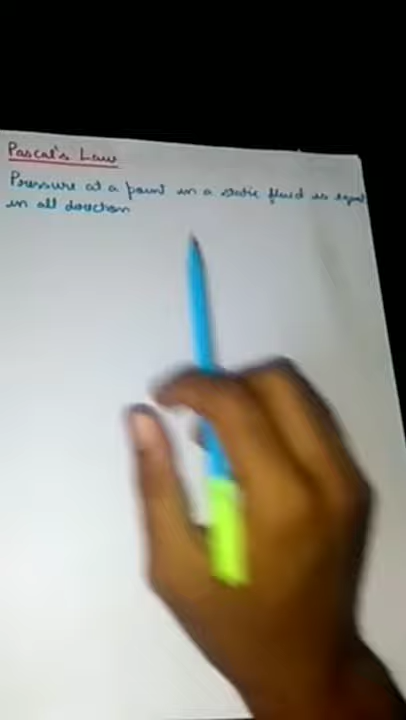 Pascal's Law
Pressure at a point in a static fluid is equal
in all direction